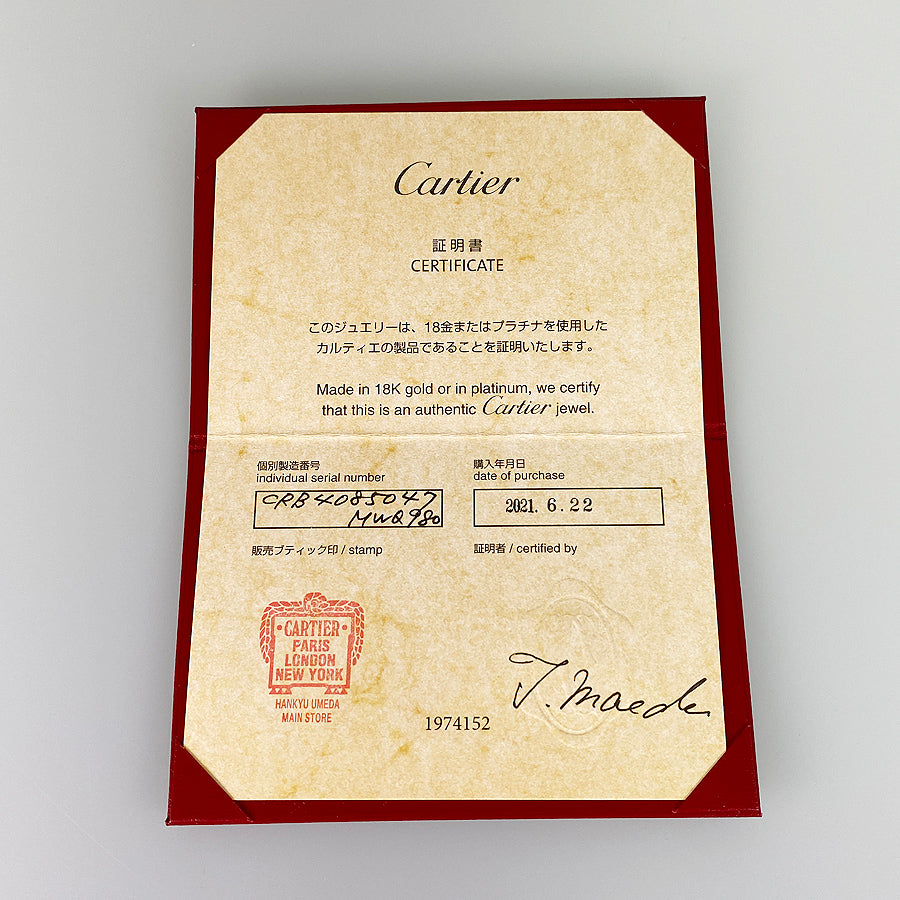 Cartier
証明書
CERTIFICATE
このジュエリーは、18金またはプラチナを使用した
カルティエの製品であることを証明いたします。
Made in 18K gold or in platinum, we certify
that this is an authentic Cartier jewel.
個別製造番号
individual serial number
CRB4085047
MWQ980
購入年月日
date of purchase
2021. 6.22
販売ブティック印 / stamp
証明者 / certified by
·CARTIER·
PARIS
LONDON
NEW YORK
HANKYU UMEDA
MAIN STORE
1974152
T. Maeda